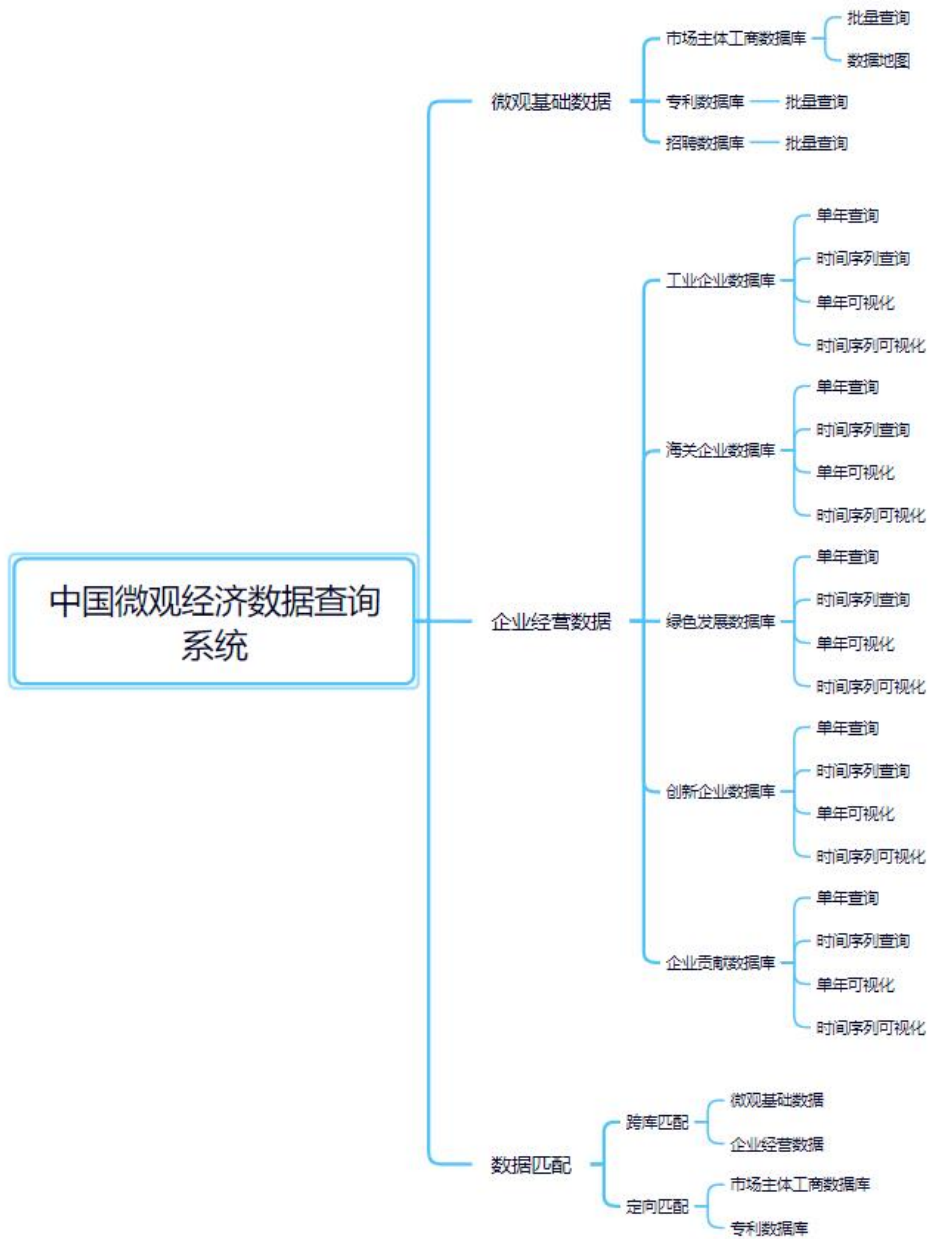 中国微观经济数据查询
系统
微观基础数据
市场主体工商数据库
批量查询
数据地图
专利数据库
批量查询
招聘数据库
批量查询
企业经营数据
工业企业数据库
单年查询
时间序列查询
单年可视化
时间序列可视化
海关企业数据库
单年查询
时间序列查询
单年可视化
时间序列可视化
绿色发展数据库
单年查询
时间序列查询
单年可视化
时间序列可视化
创新企业数据库
单年查询
时间序列查询
单年可视化
时间序列可视化
企业贡献数据库
单年查询
时间序列查询
单年可视化
时间序列可视化
数据匹配
跨库匹配
微观基础数据
企业经营数据
定向匹配
市场主体工商数据库
专利数据库